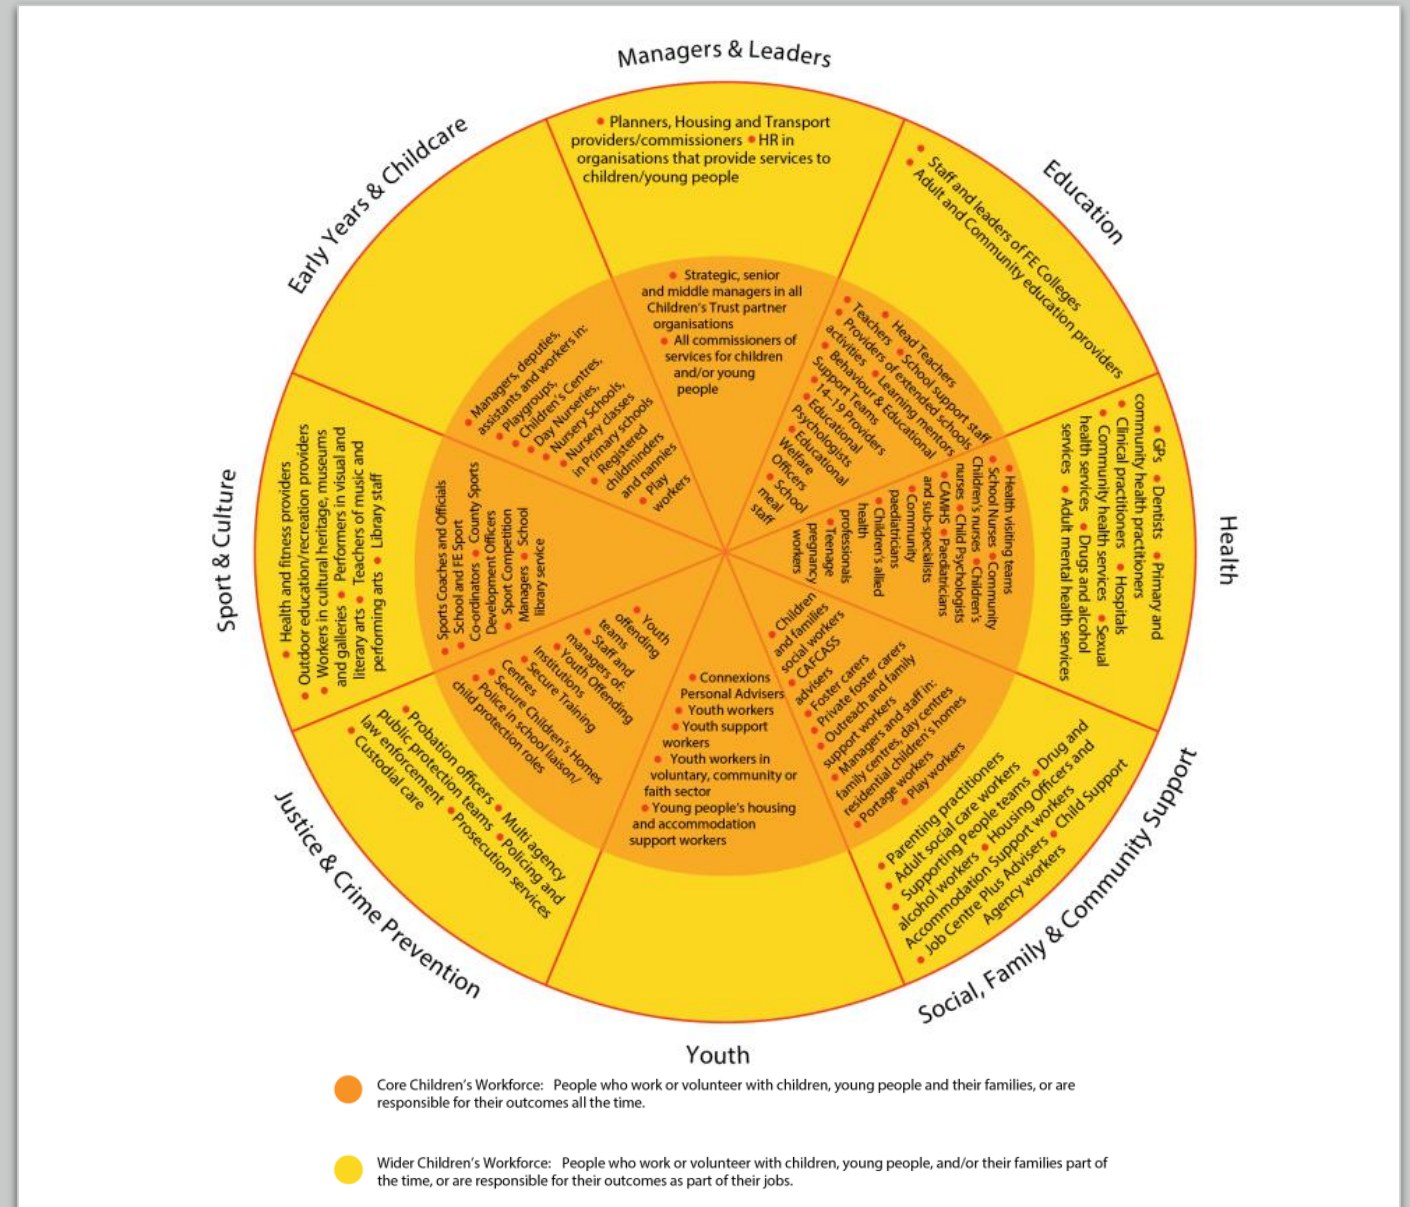 Managers & Leaders
• Planners, Housing and Transport
providers/commissioners • HR in
organisations that provide services to
children/young people
• Strategic, senior
and middle managers in all
Children's Trust partner
organisations
• All commissioners of
services for children
and/or young
people
Education
• Staff and leaders of FE Colleges
• Adult and Community education providers
• Head Teachers
• Teachers • School support staff
• Providers of extended schools
activities • Learning mentors
• Behaviour & Educational
Support Teams
• 14–19 Providers
• Educational
Psychologists
• Educational
Welfare
Officers
• School
meal
staff
Health
• GPs • Dentists • Primary and
community health practitioners
• Clinical practitioners • Hospitals
• Community health services • Sexual
health services • Drugs and alcohol
services • Adult mental health services
• Health visiting teams
• School Nurses • Community
Children's nurses • Children's
nurses • Child Psychologists
• CAMHS • Paediatricians
and sub-specialists
• Community
paediatricians
• Children's allied
health
professionals
• Teenage
pregnancy
workers
Social, Family & Community Support
• Children
and families
social workers
• CAFCASS
advisers
• Foster carers
• Private foster carers
• Outreach and family
support workers
• Managers and staff in:
family centres, day centres
residential children's homes
• Portage workers
• Play workers
• Parenting practitioners
• Adult social care workers
• Supporting People teams • Drug and
alcohol workers • Housing Officers and
Accommodation Support workers
• Job Centre Plus Advisers • Child Support
Agency workers
Youth
• Connexions
Personal Advisers
• Youth workers
• Youth support
workers
• Youth workers in
voluntary, community or
faith sector
• Young people's housing
and accommodation
support workers
Justice & Crime Prevention
• Youth
offending
teams
• Staff and
managers of:
• Youth Offending
Institutions
• Secure Training
Centres
• Secure Children's Homes
• Police in school liaison/
child protection roles
• Probation officers • Multi agency
public protection teams • Policing and
law enforcement • Prosecution services
• Custodial care
Sport & Culture
• Health and fitness providers
• Outdoor education/recreation providers
• Workers in cultural heritage, museums
and galleries • Performers in visual and
literary arts • Teachers of music and
performing arts • Library staff
• Sports Coaches and Officials
• School and FE Sport
Co-ordinators • County Sports
Development Officers
• Sport Competition
Managers • School
library service
Early Years & Childcare
• Managers, deputies,
assistants and workers in:
• Playgroups,
• Children's Centres,
• Day Nurseries,
• Nursery Schools,
• Nursery classes
in Primary schools
• Registered
childminders
and nannies
• Play
workers
Core Children's Workforce: People who work or volunteer with children, young people and their families, or are
responsible for their outcomes all the time.
Wider Children's Workforce: People who work or volunteer with children, young people, and/or their families part of
the time, or are responsible for their outcomes as part of their jobs.